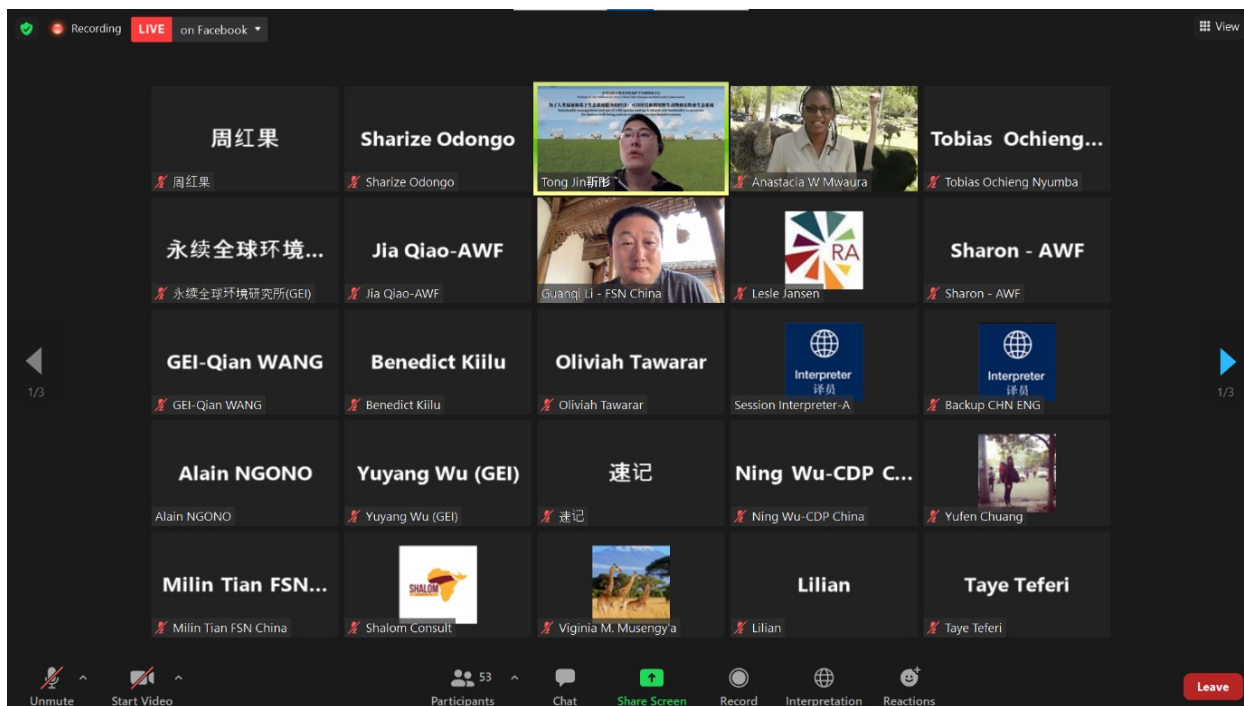 Recording
LIVE on Facebook
View
周红果
周红果
Sharize Odongo
Sharize Odongo
Tong Jin靳彤
Anastacia W Mwaura
Tobias Ochieng...
Tobias Ochieng Nyumba
永续全球环境...
永续全球环境研究所(GEI)
Jia Qiao-AWF
Jia Qiao-AWF
Guanqi Li - FSN China
RA
Lesle Jansen
Sharon - AWF
Sharon - AWF
1/3
GEI-Qian WANG
GEI-Qian WANG
Benedict Kiilu
Benedict Kiilu
Oliviah Tawarar
Oliviah Tawarar
Interpreter
译员
Session Interpreter-A
Interpreter
译员
Backup CHN ENG
1/3
Alain NGONO
Alain NGONO
Yuyang Wu (GEI)
Yuyang Wu (GEI)
速记
速记
Ning Wu-CDP C...
Ning Wu-CDP China
Yufen Chuang
Milin Tian FSN...
Milin Tian FSN China
SHALOM
Shalom Consult
Viginia M. Musengy'a
Lilian
Lilian
Taye Teferi
Taye Teferi
Unmute
Start Video
53
Participants
Chat
Share Screen
Record
Interpretation
Reactions
Leave